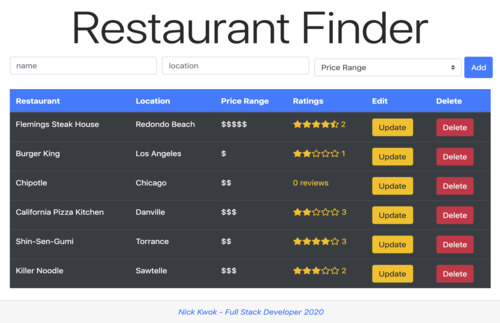 Restaurant Finder
name location Price Range Add
Restaurant Location Price Range Ratings Edit Delete
Flemings Steak House Redondo Beach $$$$$ 2 Update Delete
Burger King Los Angeles $ 1 Update Delete
Chipotle Chicago $$ 0 reviews Update Delete
California Pizza Kitchen Danville $$$ 3 Update Delete
Shin-Sen-Gumi Torrance $$ 3 Update Delete
Killer Noodle Sawtelle $$$ 2 Update Delete
Nick Kwok - Full Stack Developer 2020